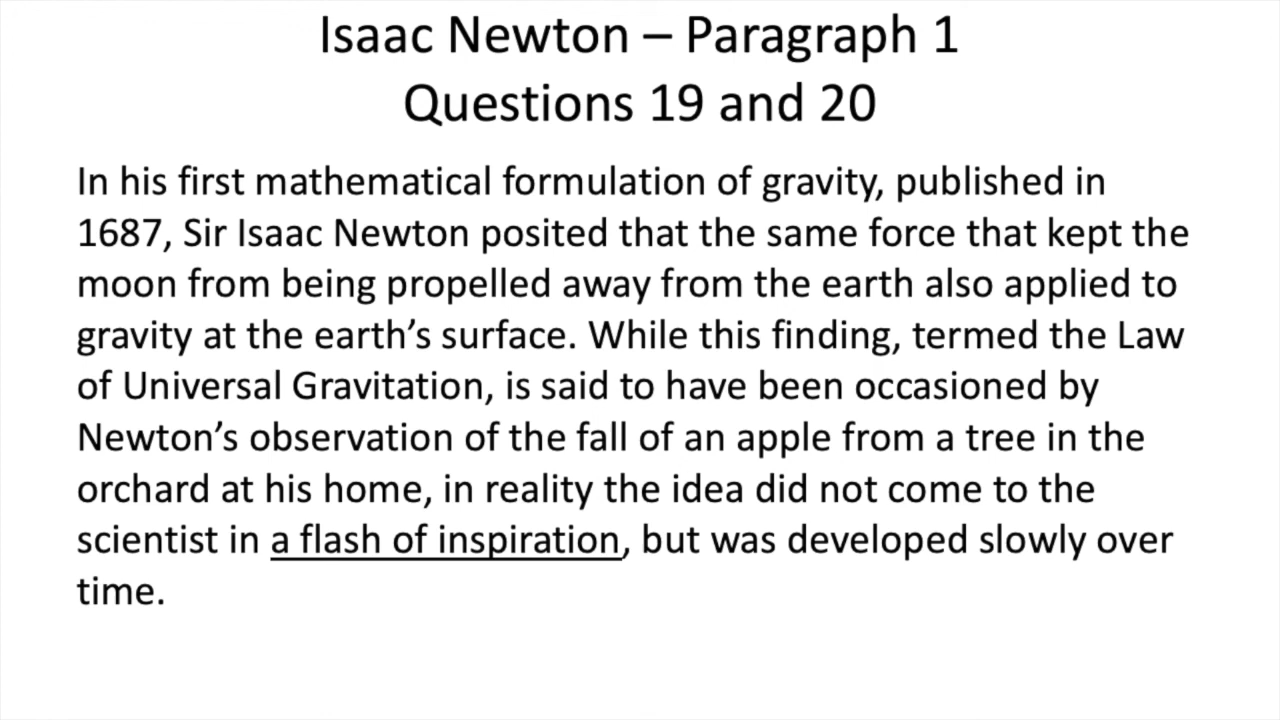 Isaac Newton – Paragraph 1
Questions 19 and 20
In his first mathematical formulation of gravity, published in
1687, Sir Isaac Newton posited that the same force that kept the
moon from being propelled away from the earth also applied to
gravity at the earth’s surface. While this finding, termed the Law
of Universal Gravitation, is said to have been occasioned by
Newton’s observation of the fall of an apple from a tree in the
orchard at his home, in reality the idea did not come to the
scientist in a flash of inspiration, but was developed slowly over
time.